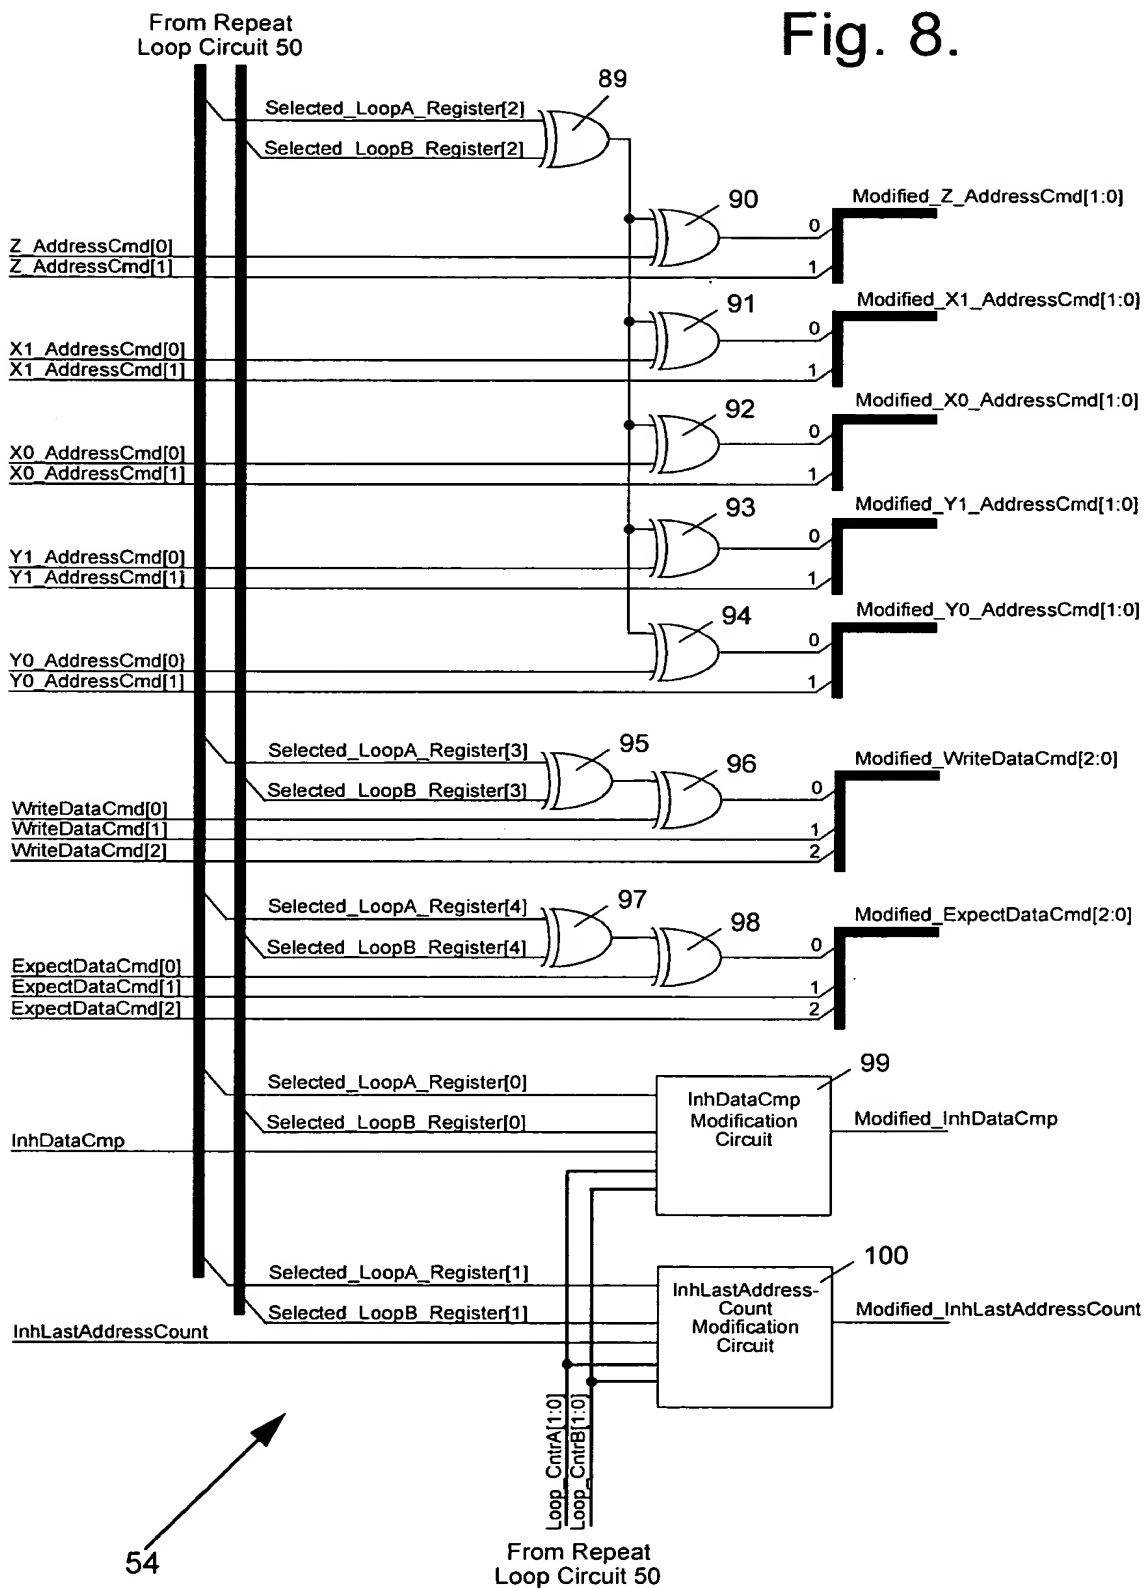 From Repeat
Loop Circuit 50
Fig. 8.
89
Selected_LoopA_Register[2]
Selected_LoopB_Register[2]
90
Modified_Z_AddressCmd[1:0]
0
Z_AddressCmd[0]
Z_AddressCmd[1]
1
91
Modified_X1_AddressCmd[1:0]
0
X1_AddressCmd[0]
X1_AddressCmd[1]
1
92
Modified_X0_AddressCmd[1:0]
0
X0_AddressCmd[0]
X0_AddressCmd[1]
1
93
Modified_Y1_AddressCmd[1:0]
0
Y1_AddressCmd[0]
Y1_AddressCmd[1]
1
94
Modified_Y0_AddressCmd[1:0]
0
Y0_AddressCmd[0]
Y0_AddressCmd[1]
1
Selected_LoopA_Register[3]
95
96
Modified_WriteDataCmd[2:0]
Selected_LoopB_Register[3]
0
WriteDataCmd[0]
WriteDataCmd[1]
1
WriteDataCmd[2]
2
Selected_LoopA_Register[4]
97
98
Modified_ExpectDataCmd[2:0]
Selected_LoopB_Register[4]
0
ExpectDataCmd[0]
ExpectDataCmd[1]
1
ExpectDataCmd[2]
2
Selected_LoopA_Register[0]
99
InhDataCmp
Modification
Circuit
Selected_LoopB_Register[0]
Modified_InhDataCmp
InhDataCmp
Selected_LoopA_Register[1]
100
InhLastAddress-
Count
Modification
Circuit
Selected_LoopB_Register[1]
Modified_InhLastAddressCount
InhLastAddressCount
Loop_CntrA[1:0]
Loop_CntrB[1:0]
54
From Repeat
Loop Circuit 50